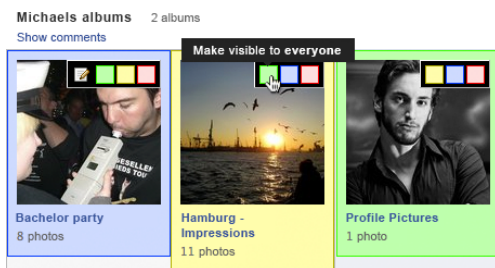 Michaels albums 2 albums
Show comments
Make visible to everyone
GESELLEN
Bachelor party
8 photos
Hamburg -
Impressions
11 photos
Profile Pictures
1 photo